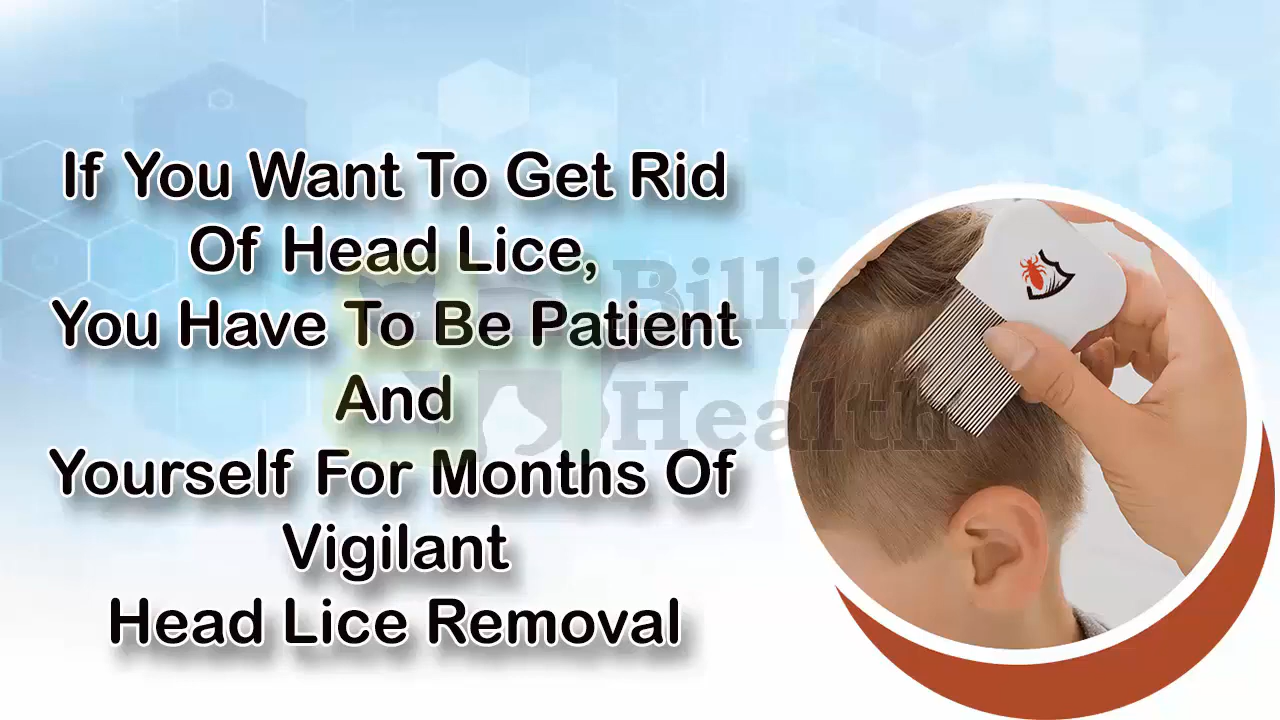 If You Want To Get Rid
Of Head Lice,
You Have To Be Patient
And
Yourself For Months Of
Vigilant
Head Lice Removal
Health